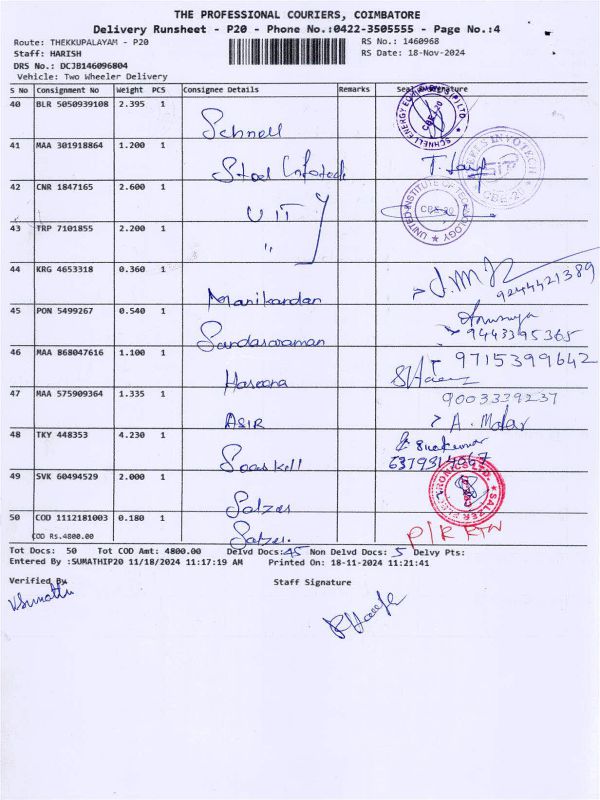 THE PROFESSIONAL COURIERS, COIMBATORE
Delivery Runsheet - P20 - Phone No.:0422-3505555 - Page No.:4
Route: THEKKUPALAYAM - P20 RS No.: 1460968
Staff: HARISH RS Date: 18-Nov-2024
DRS No.: DCJB146096804
Vehicle: Two Wheeler Delivery
S No Consignment No Weight PCS Consignee Details Remarks
40 BLR 5050939108 2.395 1 Schnell
41 MAA 301918864 1.200 1 Steel Infotech
42 CNR 1847165 2.600 1 UIT
43 TRP 7101855 2.200 1 "
UNITED INSTITUTE OF TECHNOLOGY CBE-20
44 KRG 4653318 0.360 1 Manikandan 9244421389
45 PON 5499267 0.540 1 9443395365
46 MAA 868047616 1.100 1 Haseena 9715399642
47 MAA 575909364 1.335 1 ASIR 9003339237
48 TKY 448353 4.230 1
49 SVK 60494529 2.000 1 Salzer
50 COD 1112181003 0.180 1 Salzer
COD Rs.4800.00
Tot Docs: 50 Tot COD Amt: 4800.00 Delvd Docs: 45 Non Delvd Docs: 5 Delvy Pts:
Entered By :SUMATHIP20 11/18/2024 11:17:19 AM Printed On: 18-11-2024 11:21:41
Verified By Staff Signature